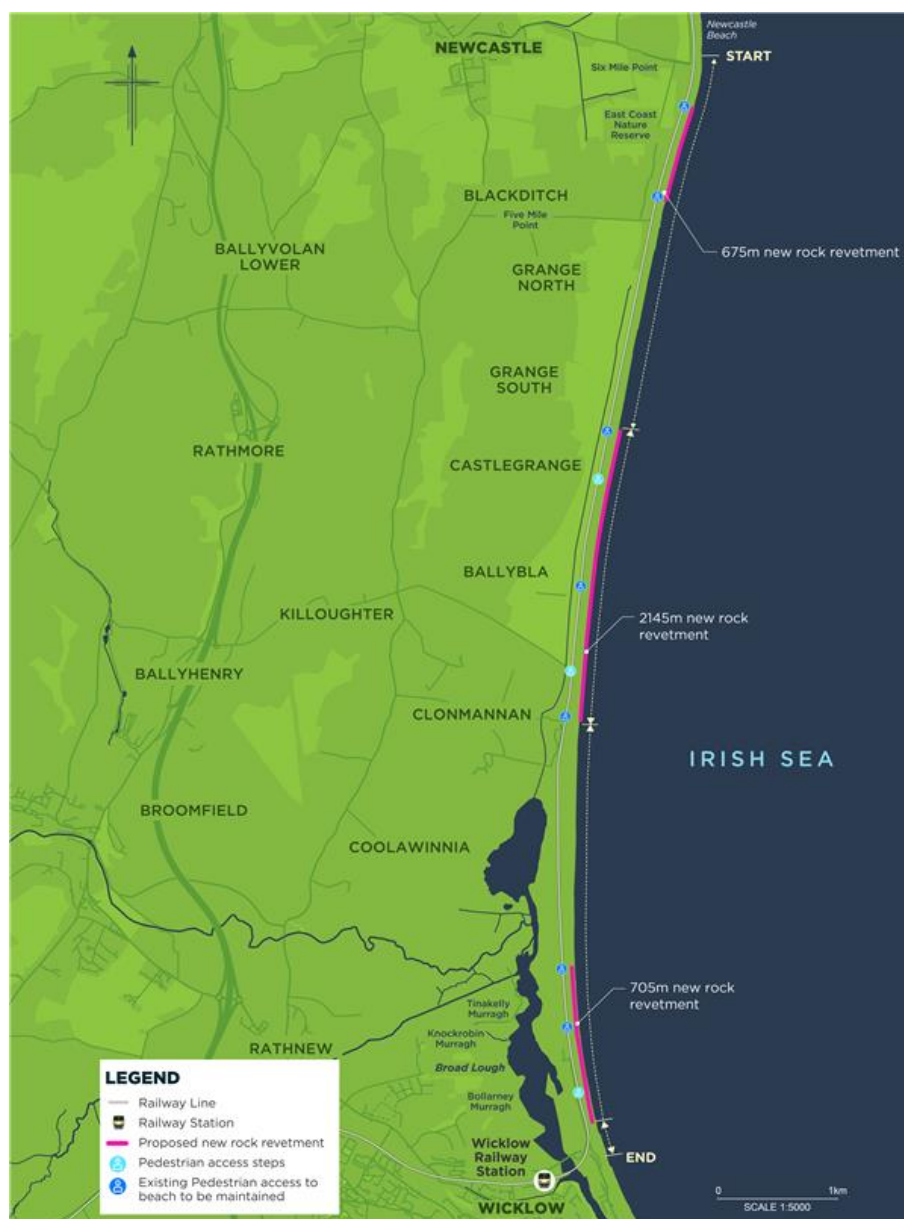 Newcastle
Beach
START
NEWCASTLE
Six Mile Point
East Coast
Nature
Reserve
BLACKDITCH
Five Mile
Point
675m new rock revetment
BALLYVOLAN
LOWER
GRANGE
NORTH
GRANGE
SOUTH
RATHMORE
CASTLEGRANGE
BALLYBLA
KILLOUGHTER
2145m new rock
revetment
BALLYHENRY
CLONMANNAN
IRISH SEA
BROOMFIELD
COOLAWINNIA
705m new rock
revetment
Tinakelly
Murragh
Knockrobin
Murragh
RATHNEW
Broad Lough
Bollarney
Murragh
Wicklow
Railway
Station
END
WICKLOW
LEGEND
Railway Line
Railway Station
Proposed new rock revetment
Pedestrian access steps
Existing Pedestrian access to
beach to be maintained
0 1km
SCALE 1:5000